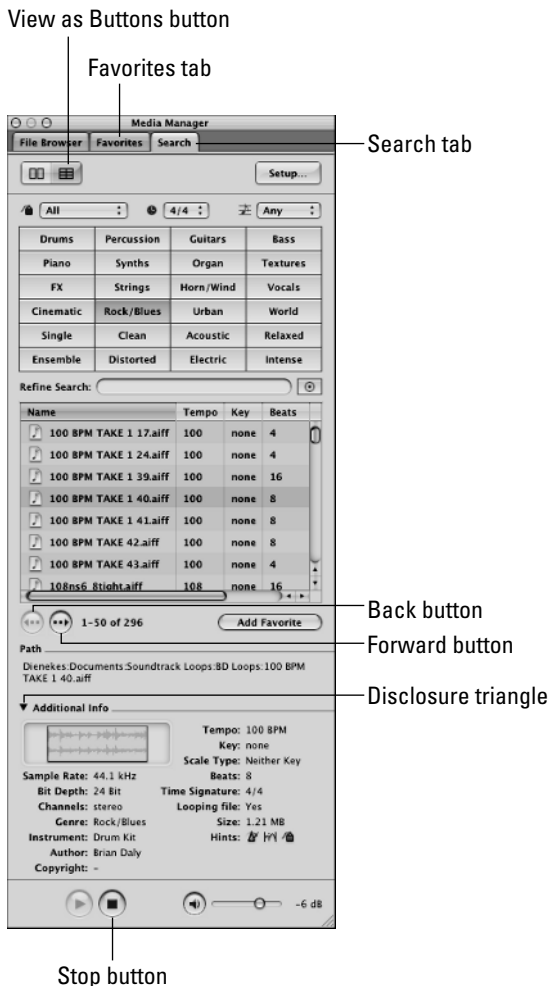 View as Buttons button
Favorites tab
Media Manager
File Browser Favorites Search
Search tab
Setup...
All 4/4 Any
Drums Percussion Guitars Bass
Piano Synths Organ Textures
FX Strings Horn/Wind Vocals
Cinematic Rock/Blues Urban World
Single Clean Acoustic Relaxed
Ensemble Distorted Electric Intense
Refine Search:
Name Tempo Key Beats
100 BPM TAKE 1 17.aiff 100 none 4
100 BPM TAKE 1 24.aiff 100 none 4
100 BPM TAKE 1 39.aiff 100 none 16
100 BPM TAKE 1 40.aiff 100 none 8
100 BPM TAKE 1 41.aiff 100 none 8
100 BPM TAKE 42.aiff 100 none 8
100 BPM TAKE 43.aiff 100 none 4
108ns6_8tight.aiff 108 none 16
Back button
1-50 of 296 Add Favorite
Forward button
Path
Dienekes:Documents:Soundtrack Loops:BD Loops:100 BPM
TAKE 1 40.aiff
Disclosure triangle
Additional Info
Tempo: 100 BPM
Key: none
Scale Type: Neither Key
Sample Rate: 44.1 kHz Beats: 8
Bit Depth: 24 Bit Time Signature: 4/4
Channels: stereo Looping file: Yes
Genre: Rock/Blues Size: 1.21 MB
Instrument: Drum Kit Hints:
Author: Brian Daly
Copyright: -
-6 dB
Stop button